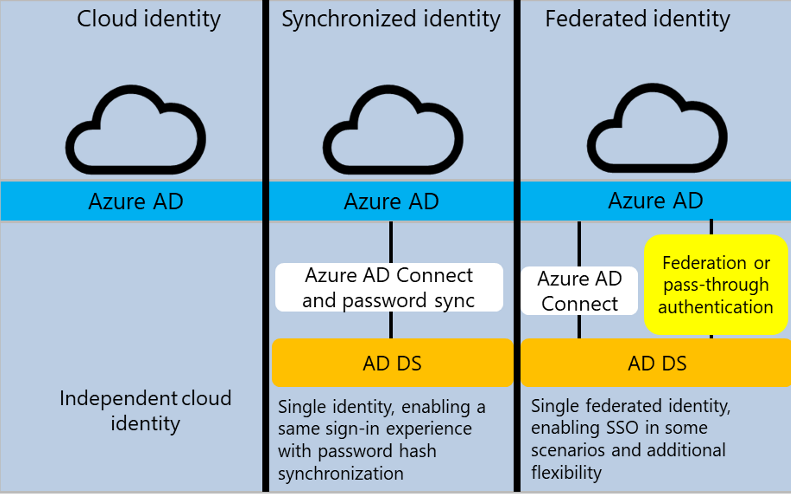 Cloud identity
Azure AD
Independent cloud
identity
Synchronized identity
Azure AD
Azure AD Connect
and password sync
AD DS
Single identity, enabling a
same sign-in experience
with password hash
synchronization
Federated identity
Azure AD
Azure AD
Connect
Federation or
pass-through
authentication
AD DS
Single federated identity,
enabling SSO in some
scenarios and additional
flexibility